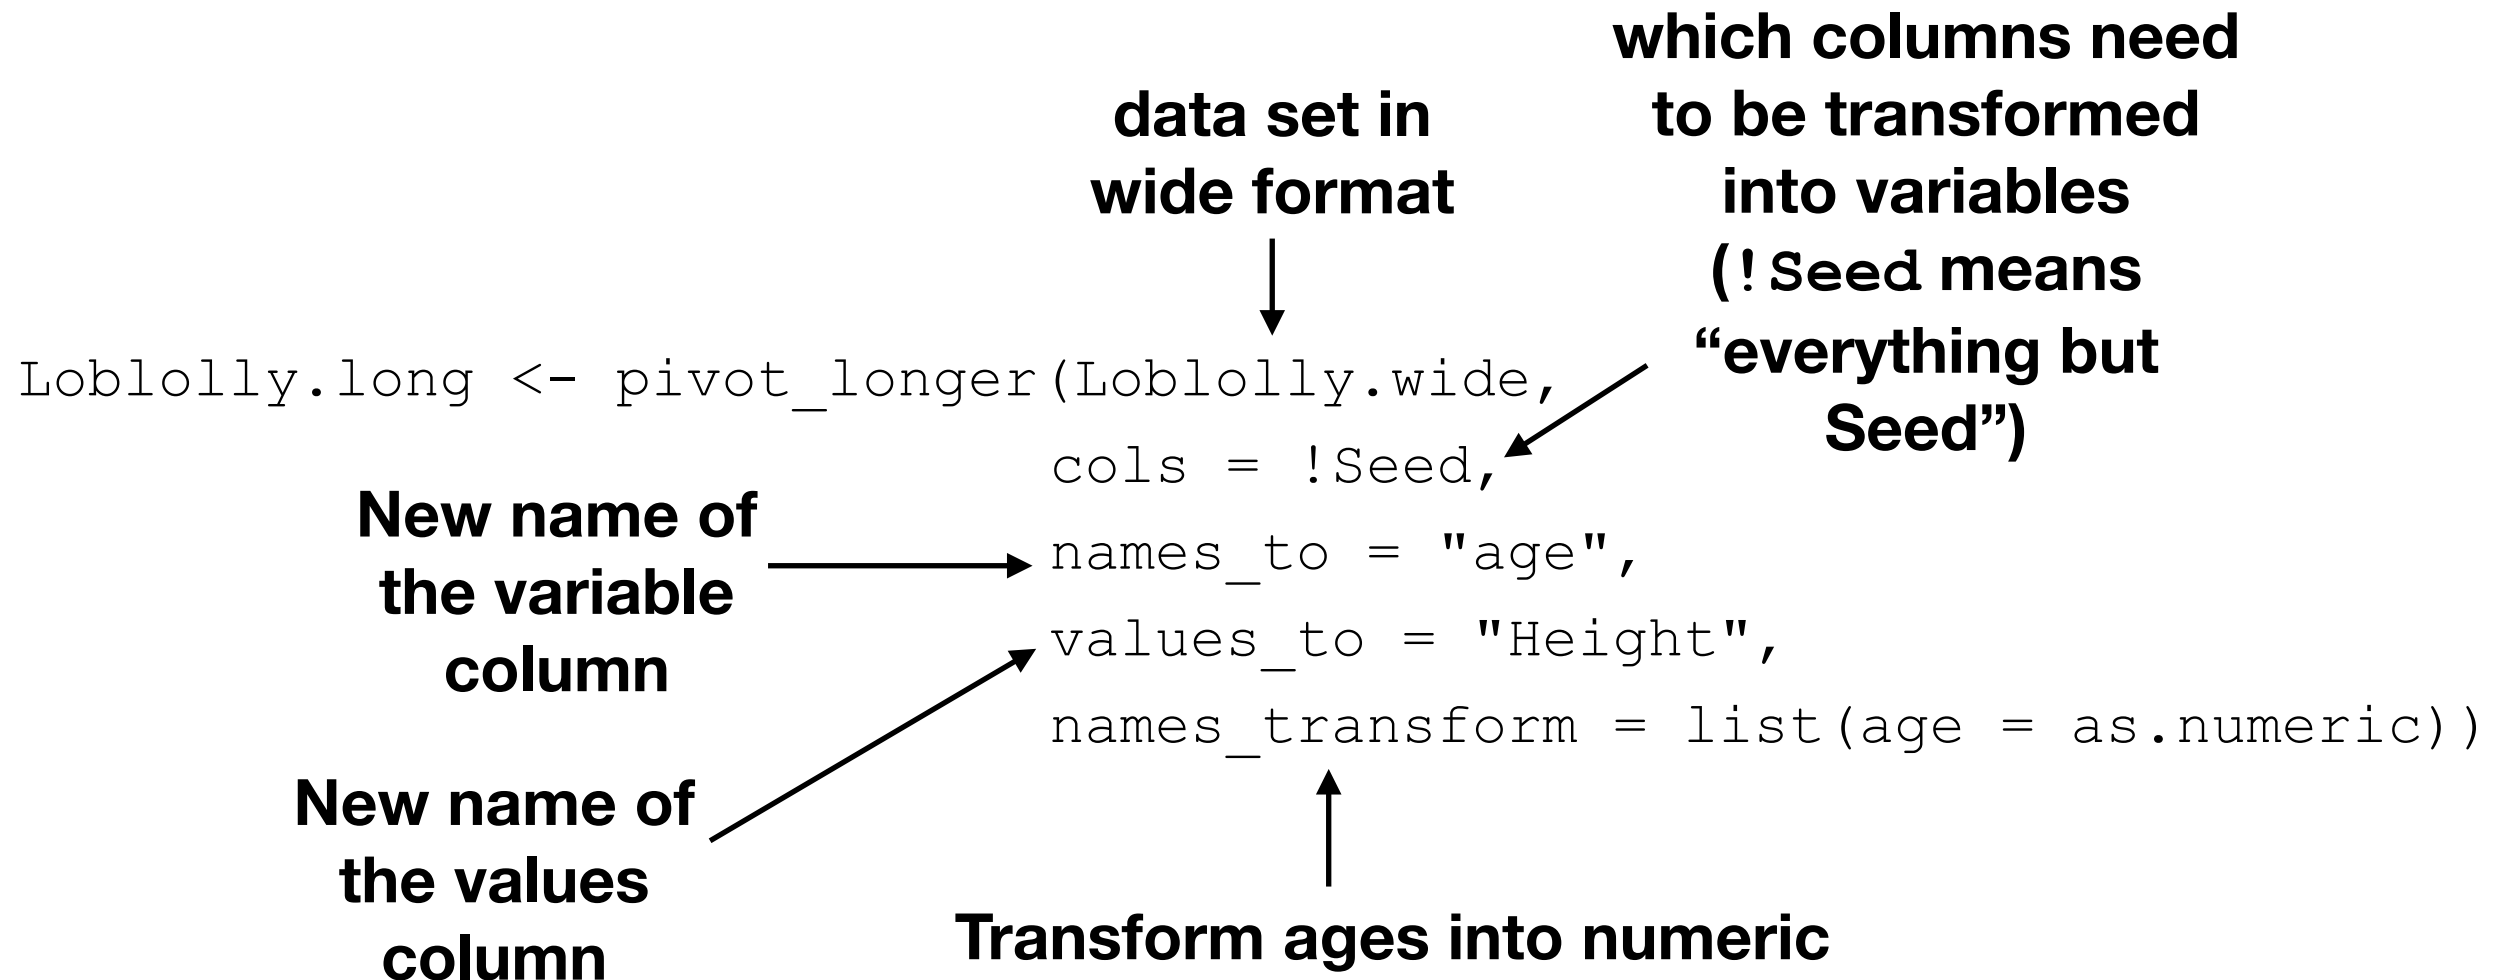 which columns need
to be transformed
into variables
(!Seed means
“everything but
Seed”)
data set in
wide format
Loblolly.long <- pivot_longer(Loblolly.wide,
cols = !Seed,
names_to = "age",
values_to = "Height",
names_transform = list(age = as.numeric))
New name of
the variable
column
New name of
the values
column
Transform ages into numeric